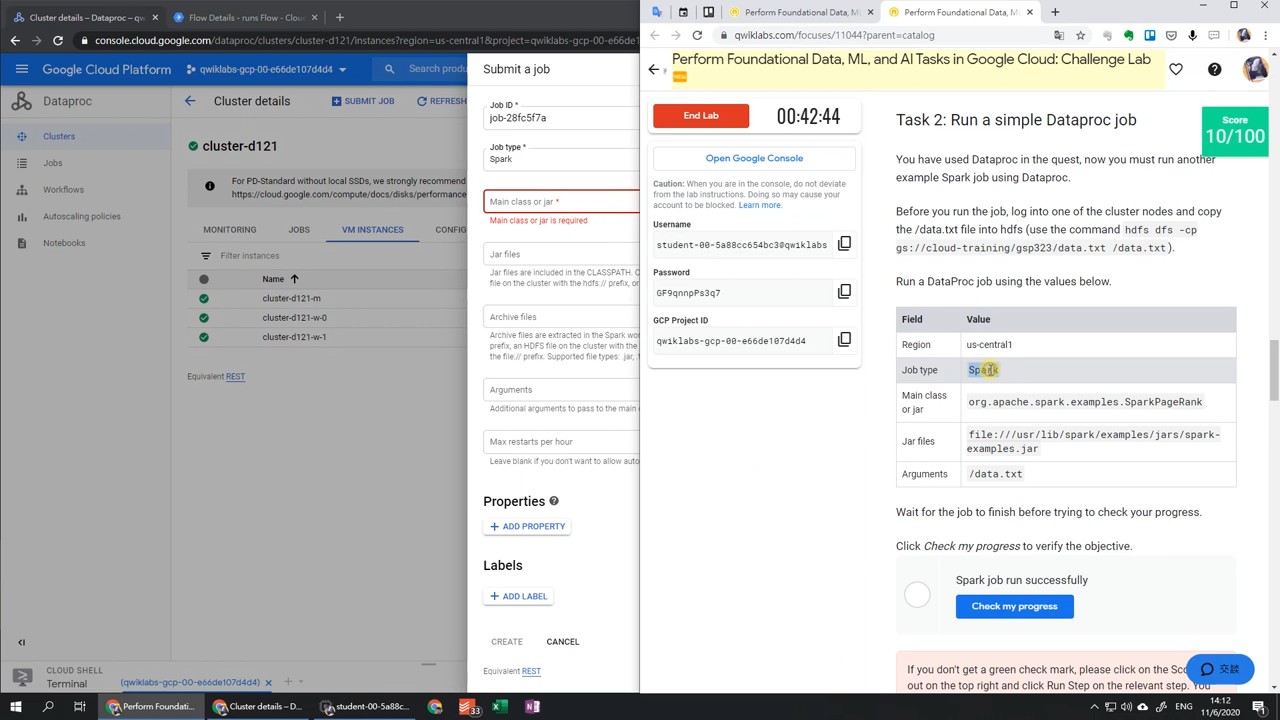 Dataproc – qwiklabs-gc
VM instances – Com
Flow – Cloud Console
console.cloud.google.com/dataproc/clusters/cluster-d121/instances?region=us-central1&project=qwiklabs-gcp-00-e66de1
Google Cloud Platform
qwiklabs-gcp-00-e66de107d4d4
Search
Dataproc
Clusters
Jobs
Workflows
Autoscaling policies
Notebooks
CLOUD SHELL
Terminal
(qwiklabs-gcp-00-e66de107d4d4)
Cluster details
SUBMIT JOB
REFRESH
cluster-d121
For PD-Standard without local SSDs, we strongly recommend
https://cloud.google.com/compute/docs/disks/performance
MONITORING
JOBS
VM INSTANCES
CONFIG
Filter instances
Name
cluster-d121-m
cluster-d121-w-0
cluster-d121-w-1
Equivalent REST
Submit a job
Job ID *
job-28fc5f7a
Job type *
Spark
Main class or jar *
Main class or jar is required
Jar files
Jar files are included in the CLASSPATH.
file on the cluster with the hdfs:// prefix, or
Archive files
Archive files are extracted in the Spark
prefix, an HDFS file on the cluster with the
the file:// prefix. Supported file types: .jar,
Arguments
Additional arguments to pass to the main
Max restarts per hour
Leave blank if you don't want to allow
Properties
ADD PROPERTY
Labels
ADD LABEL
CREATE
CANCEL
Equivalent REST
Perform Foundational Data, ML,
Perform Foundational Data, ML,
qwiklabs.com/focuses/11044?parent=catalog
Perform Foundational Data, ML, and AI Tasks in Google Cloud: Challenge Lab
NEW
End Lab
00:42:44
Open Google Console
Caution: When you are in the console, do not deviate
from the lab instructions. Doing so may cause your
account to be blocked. Learn more.
Username
student-00-5a88cc654bc3@qwiklabs
Password
GF9qnnpPs3q7
GCP Project ID
qwiklabs-gcp-00-e66de107d4d4
Score
10/100
Task 2: Run a simple Dataproc job
You have used Dataproc in the quest, now you must run another
example Spark job using Dataproc.
Before you run the job, log into one of the cluster nodes and copy
the /data.txt file into hdfs (use the command hdfs dfs -cp
gs://cloud-training/gsp323/data.txt /data.txt).
Run a DataProc job using the values below.
Field Value
Region us-central1
Job type Spark
Main class
or jar
org.apache.spark.examples.SparkPageRank
Jar files
file:///usr/lib/spark/examples/jars/spark-
examples.jar
Arguments /data.txt
Wait for the job to finish before trying to check your progress.
Click Check my progress to verify the objective.
Spark job run successfully
Check my progress
If you don't get a green check mark, please click on the
out on the top right and click Run Step on the relevant step. You
交談
Perform Foundati...
Cluster details – D...
student-00-5a88c...
33
ENG
14:12
11/6/2020
1